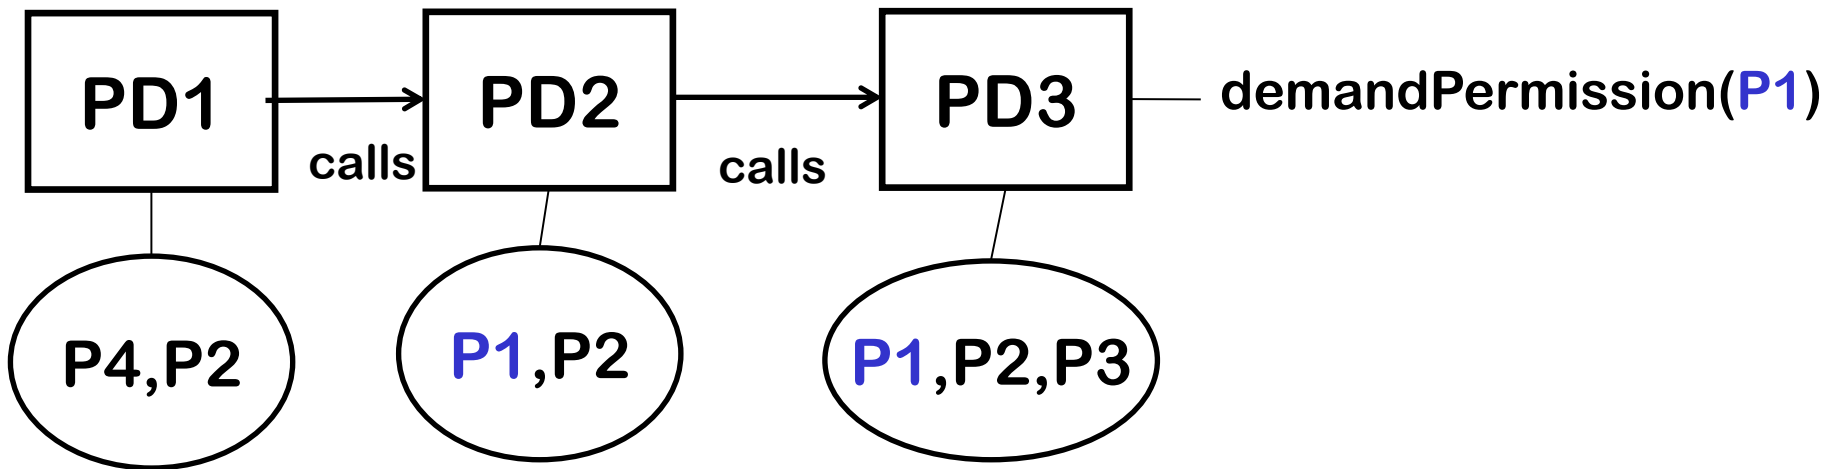 PD1
calls
PD2
calls
PD3
demandPermission(P1)
P4,P2
P1,P2
P1,P2,P3